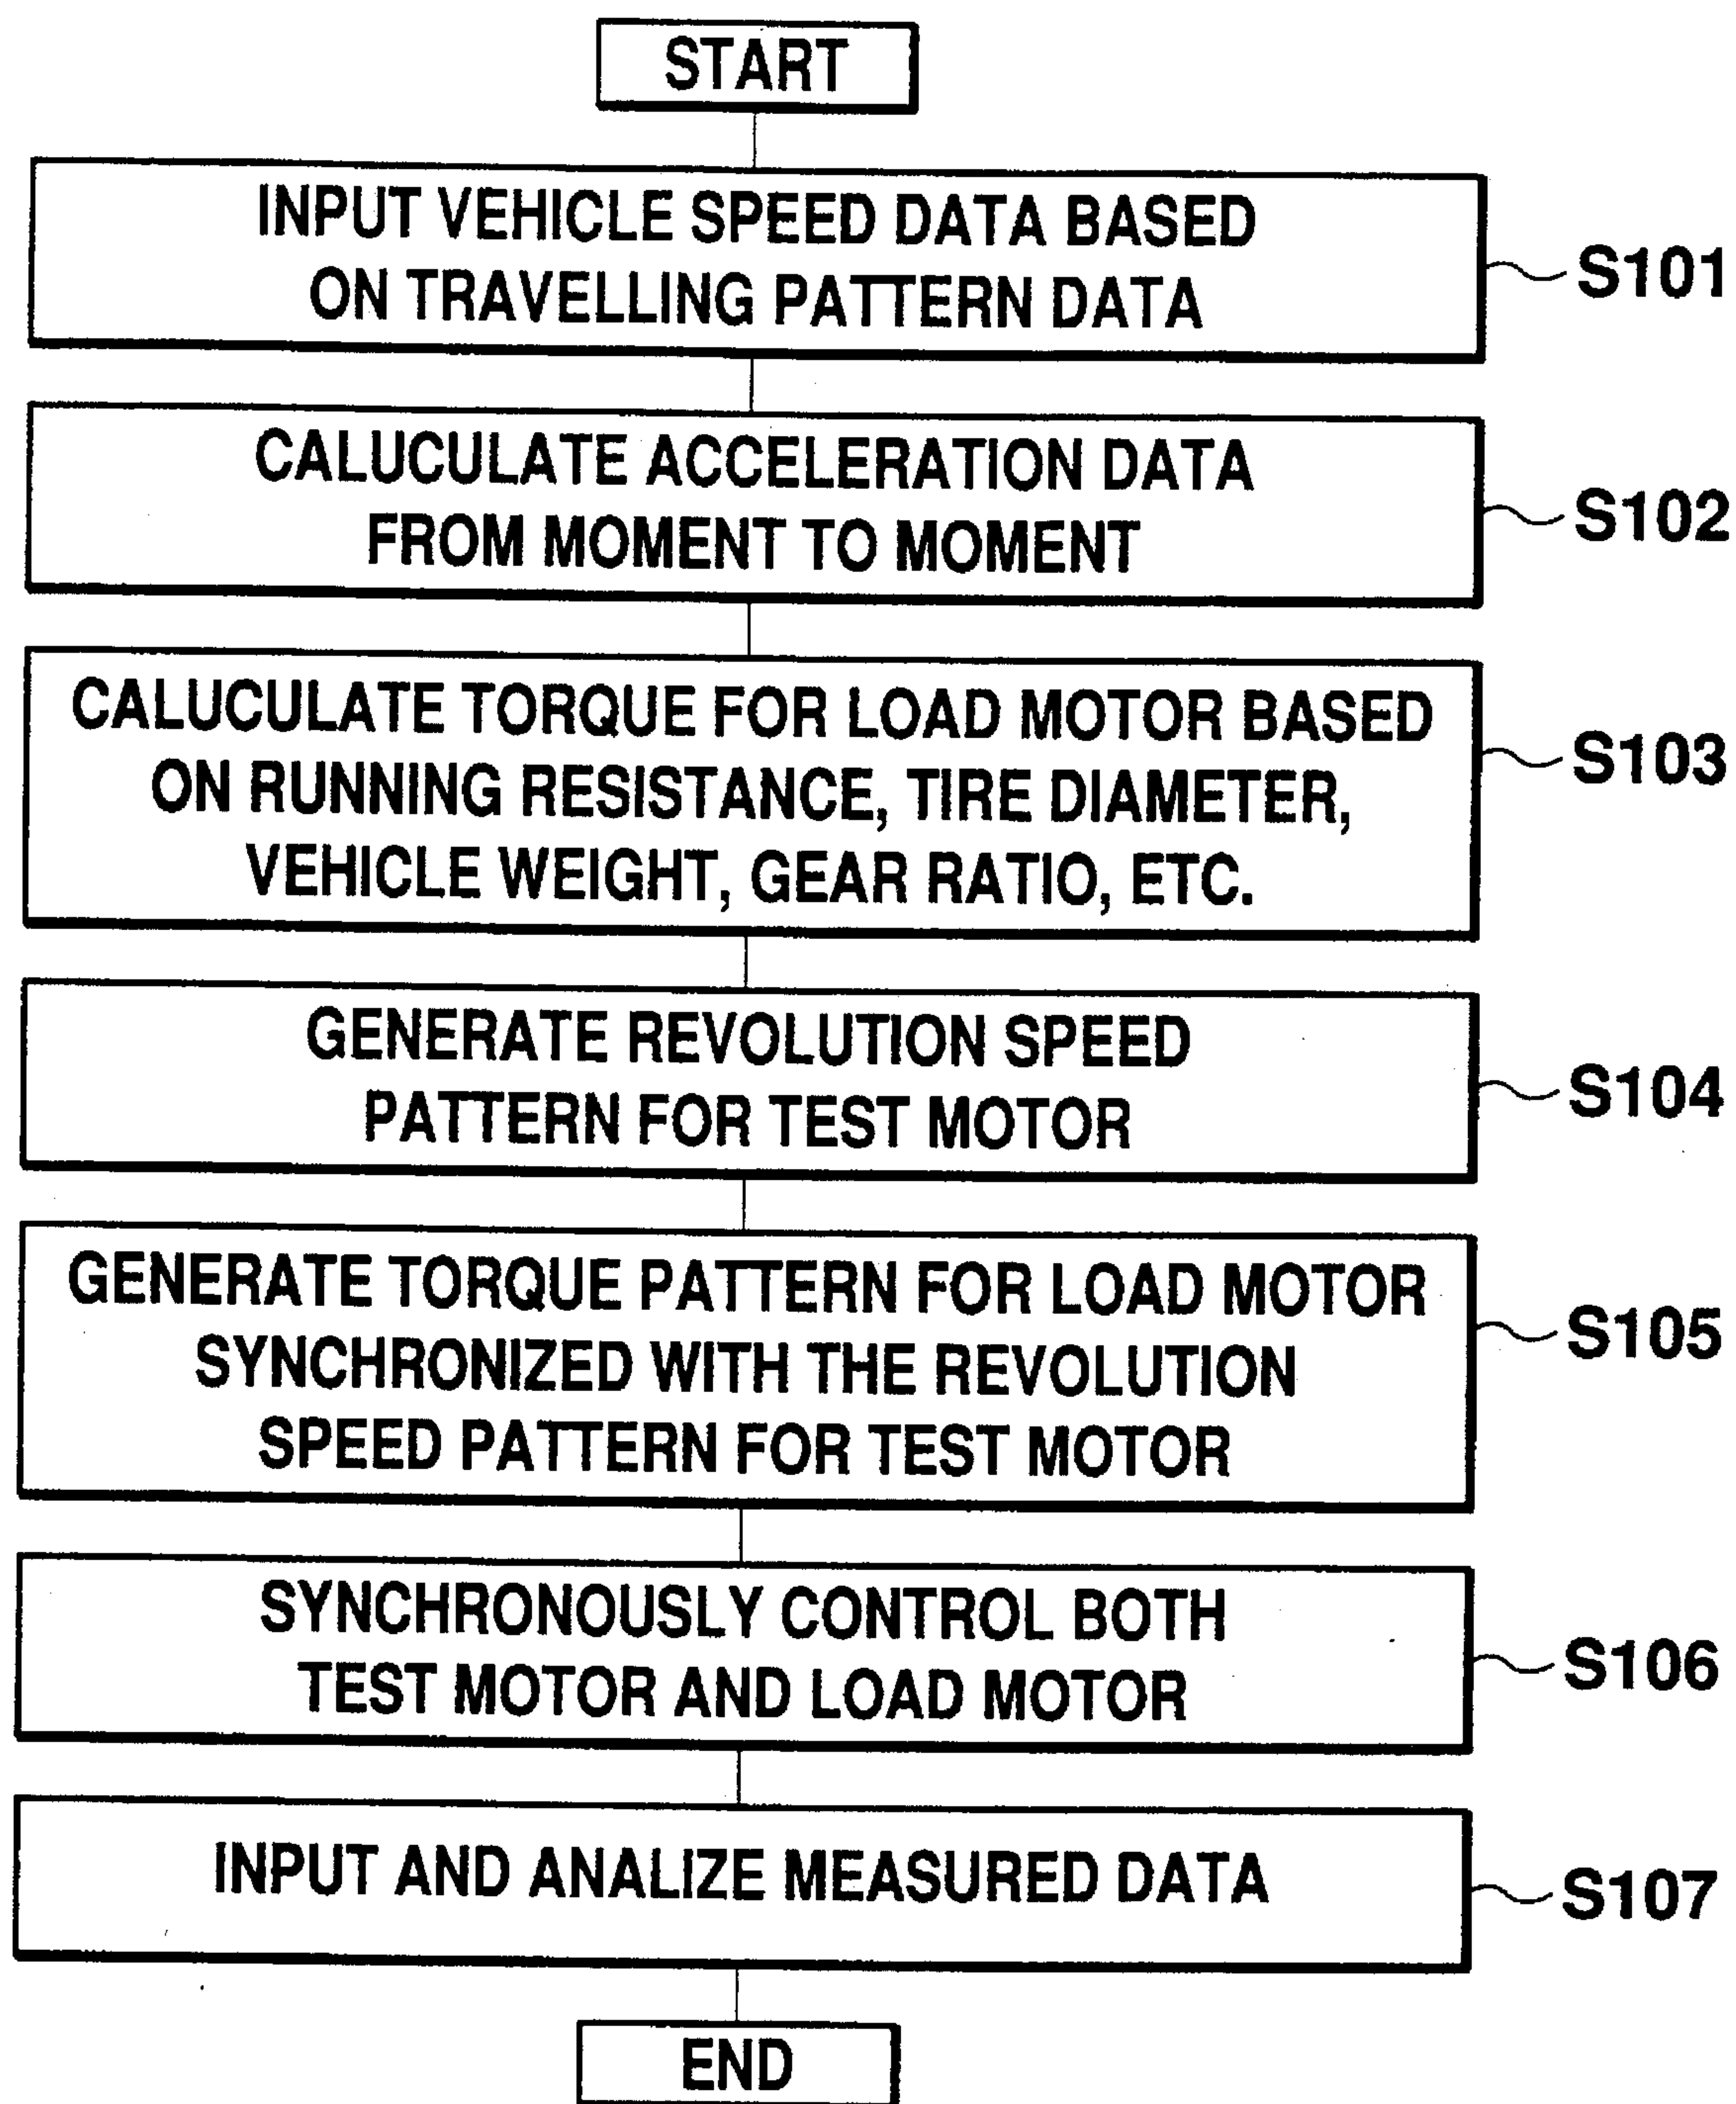 START
INPUT VEHICLE SPEED DATA BASED
ON TRAVELLING PATTERN DATA
S101
CALUCULATE ACCELERATION DATA
FROM MOMENT TO MOMENT
S102
CALUCULATE TORQUE FOR LOAD MOTOR BASED
ON RUNNING RESISTANCE, TIRE DIAMETER,
VEHICLE WEIGHT, GEAR RATIO, ETC.
S103
GENERATE REVOLUTION SPEED
PATTERN FOR TEST MOTOR
S104
GENERATE TORQUE PATTERN FOR LOAD MOTOR
SYNCHRONIZED WITH THE REVOLUTION
SPEED PATTERN FOR TEST MOTOR
S105
SYNCHRONOUSLY CONTROL BOTH
TEST MOTOR AND LOAD MOTOR
S106
INPUT AND ANALIZE MEASURED DATA
S107
END